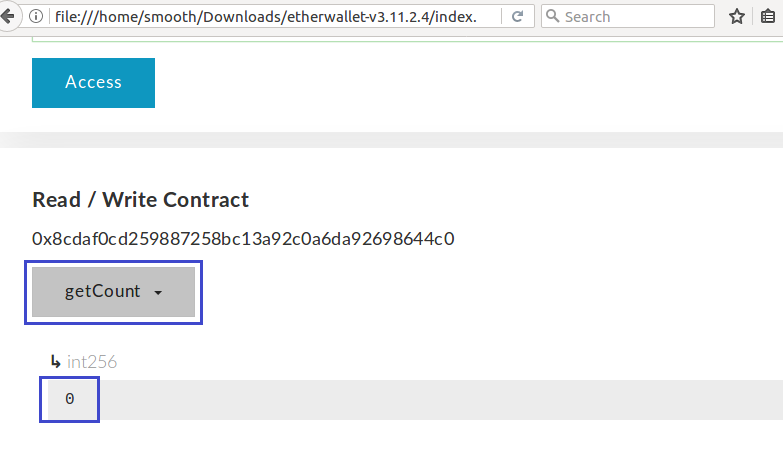 file:///home/smooth/Downloads/etherwallet-v3.11.2.4/index.
Search
Access
Read / Write Contract
0x8cdaf0cd259887258bc13a92c0a6da92698644c0
getCount
↳ int256
0